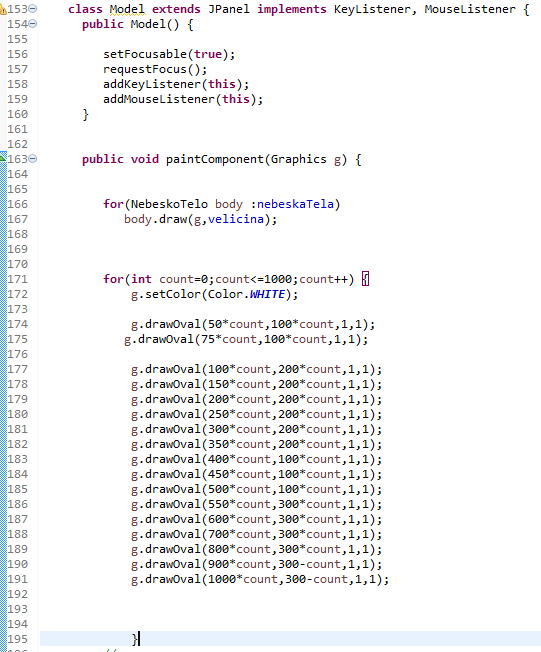 153 class Model extends JPanel implements KeyListener, MouseListener {
154 public Model() {
155
156 setFocusable(true);
157 requestFocus();
158 addKeyListener(this);
159 addMouseListener(this);
160 }
161
162
163 public void paintComponent(Graphics g) {
164
165
166 for(NebeskoTelo body :nebeskaTela)
167 body.draw(g,velicina);
168
169
170
171 for(int count=0;count<=1000;count++) {
172 g.setColor(Color.WHITE);
173
174 g.drawOval(50*count,100*count,1,1);
175 g.drawOval(75*count,100*count,1,1);
176
177 g.drawOval(100*count,200*count,1,1);
178 g.drawOval(150*count,200*count,1,1);
179 g.drawOval(200*count,200*count,1,1);
180 g.drawOval(250*count,200*count,1,1);
181 g.drawOval(300*count,200*count,1,1);
182 g.drawOval(350*count,200*count,1,1);
183 g.drawOval(400*count,100*count,1,1);
184 g.drawOval(450*count,100*count,1,1);
185 g.drawOval(500*count,100*count,1,1);
186 g.drawOval(550*count,300*count,1,1);
187 g.drawOval(600*count,300*count,1,1);
188 g.drawOval(700*count,300*count,1,1);
189 g.drawOval(800*count,300*count,1,1);
190 g.drawOval(900*count,300-count,1,1);
191 g.drawOval(1000*count,300-count,1,1);
192
193
194
195 }